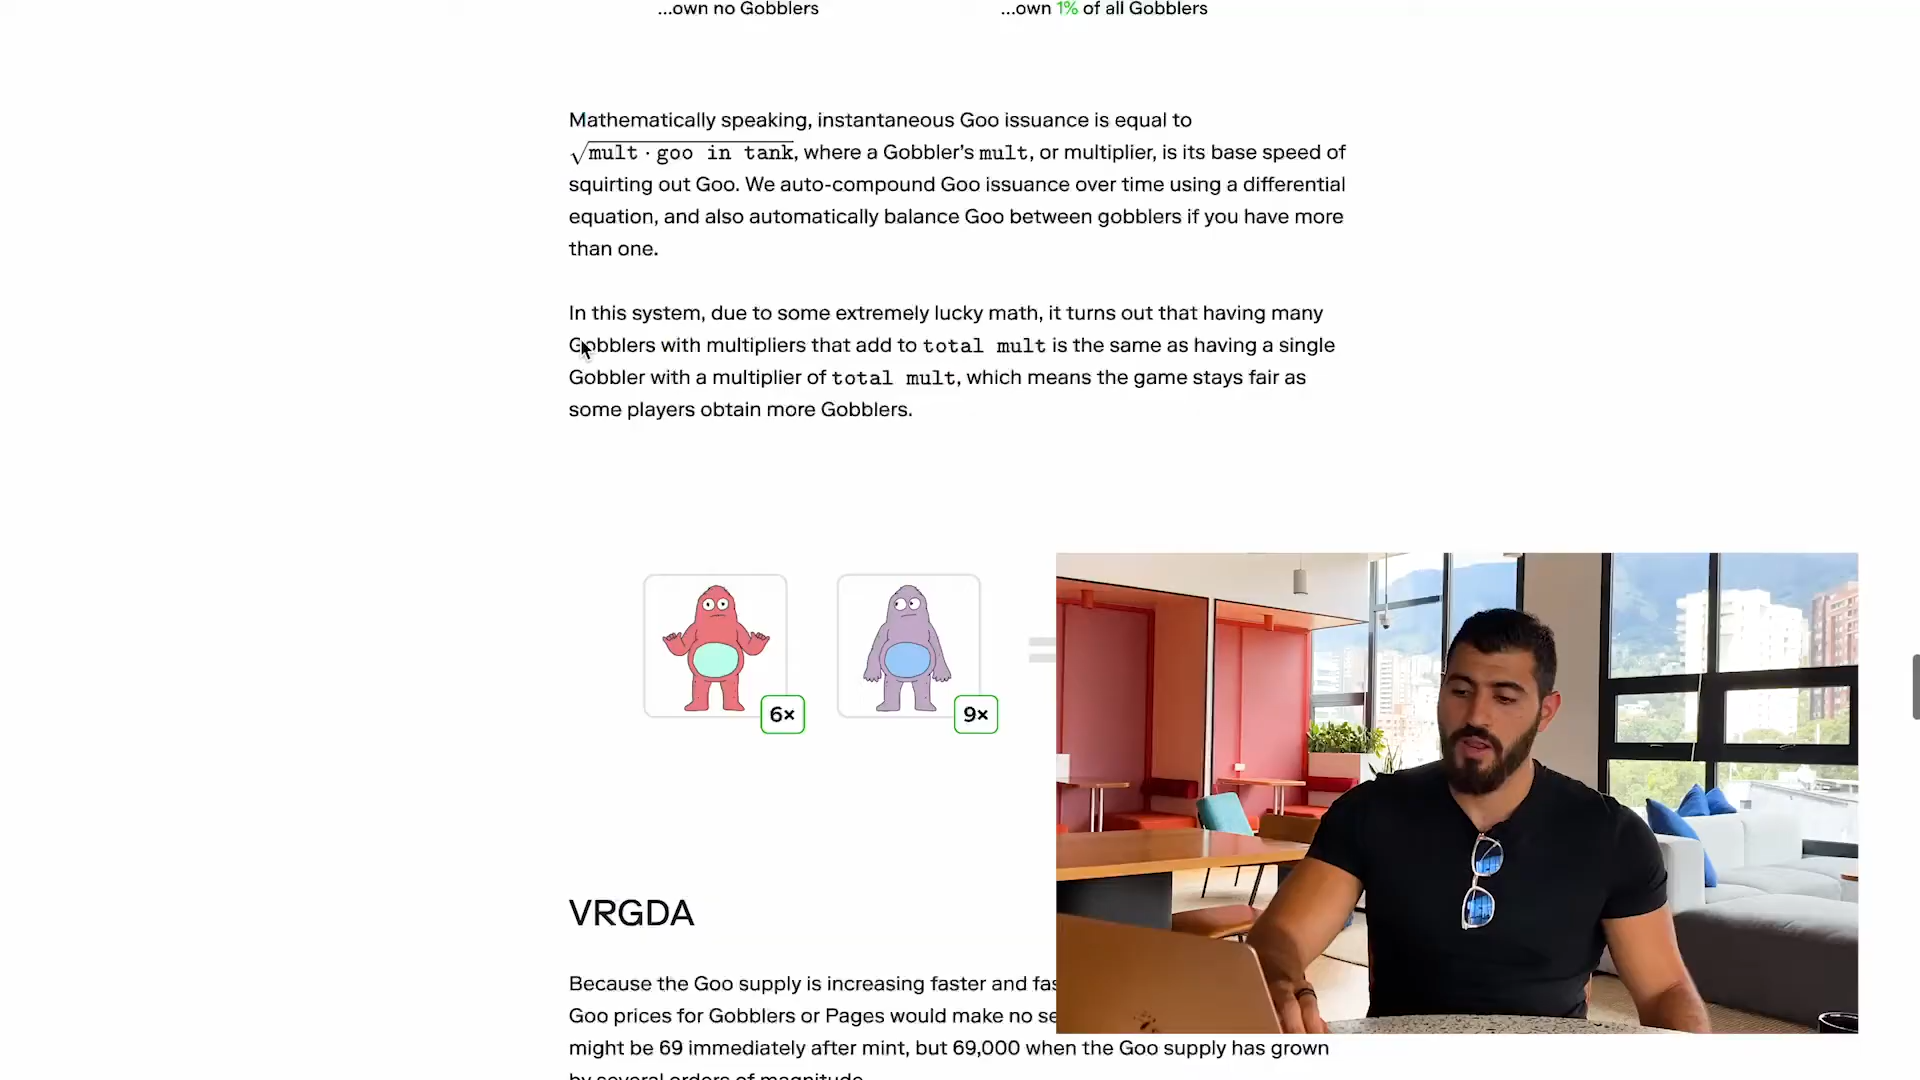 ...own no Gobblers
...own 1% of all Gobblers
Mathematically speaking, instantaneous Goo issuance is equal to
√mult · goo in tank, where a Gobbler’s mult, or multiplier, is its base speed of
squirting out Goo. We auto-compound Goo issuance over time using a differential
equation, and also automatically balance Goo between gobblers if you have more
than one.
In this system, due to some extremely lucky math, it turns out that having many
Gobblers with multipliers that add to total mult is the same as having a single
Gobbler with a multiplier of total mult, which means the game stays fair as
some players obtain more Gobblers.
6×
9×
=
VRGDA
Because the Goo supply is increasing faster and
Goo prices for Gobblers or Pages would make no
might be 69 immediately after mint, but 69,000 when the Goo supply has grown
by several orders of magnitude.